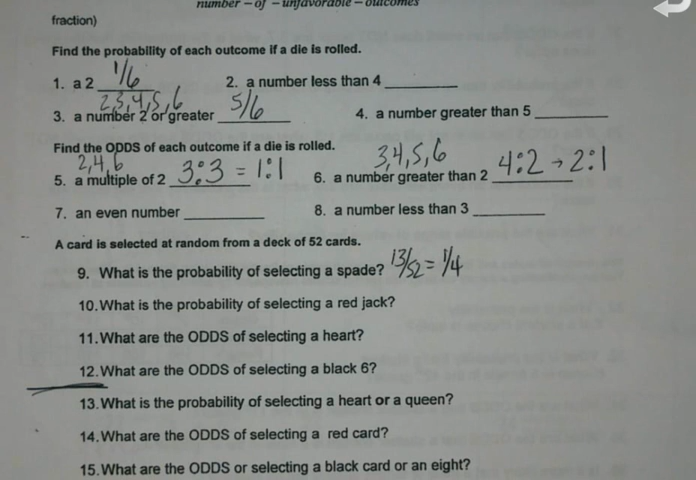 number – of – unfavorable – outcomes
fraction)
Find the probability of each outcome if a die is rolled.
1. a 2 1/6 2. a number less than 4
2,3,4,5,6
3. a number 2 or greater 5/6 4. a number greater than 5
Find the ODDS of each outcome if a die is rolled.
2,4,6 3,4,5,6
5. a multiple of 2 3:3 = 1:1 6. a number greater than 2 4:2 → 2:1
7. an even number 8. a number less than 3
A card is selected at random from a deck of 52 cards.
9. What is the probability of selecting a spade? 13/52 = 1/4
10. What is the probability of selecting a red jack?
11. What are the ODDS of selecting a heart?
12. What are the ODDS of selecting a black 6?
13. What is the probability of selecting a heart or a queen?
14. What are the ODDS of selecting a red card?
15. What are the ODDS or selecting a black card or an eight?